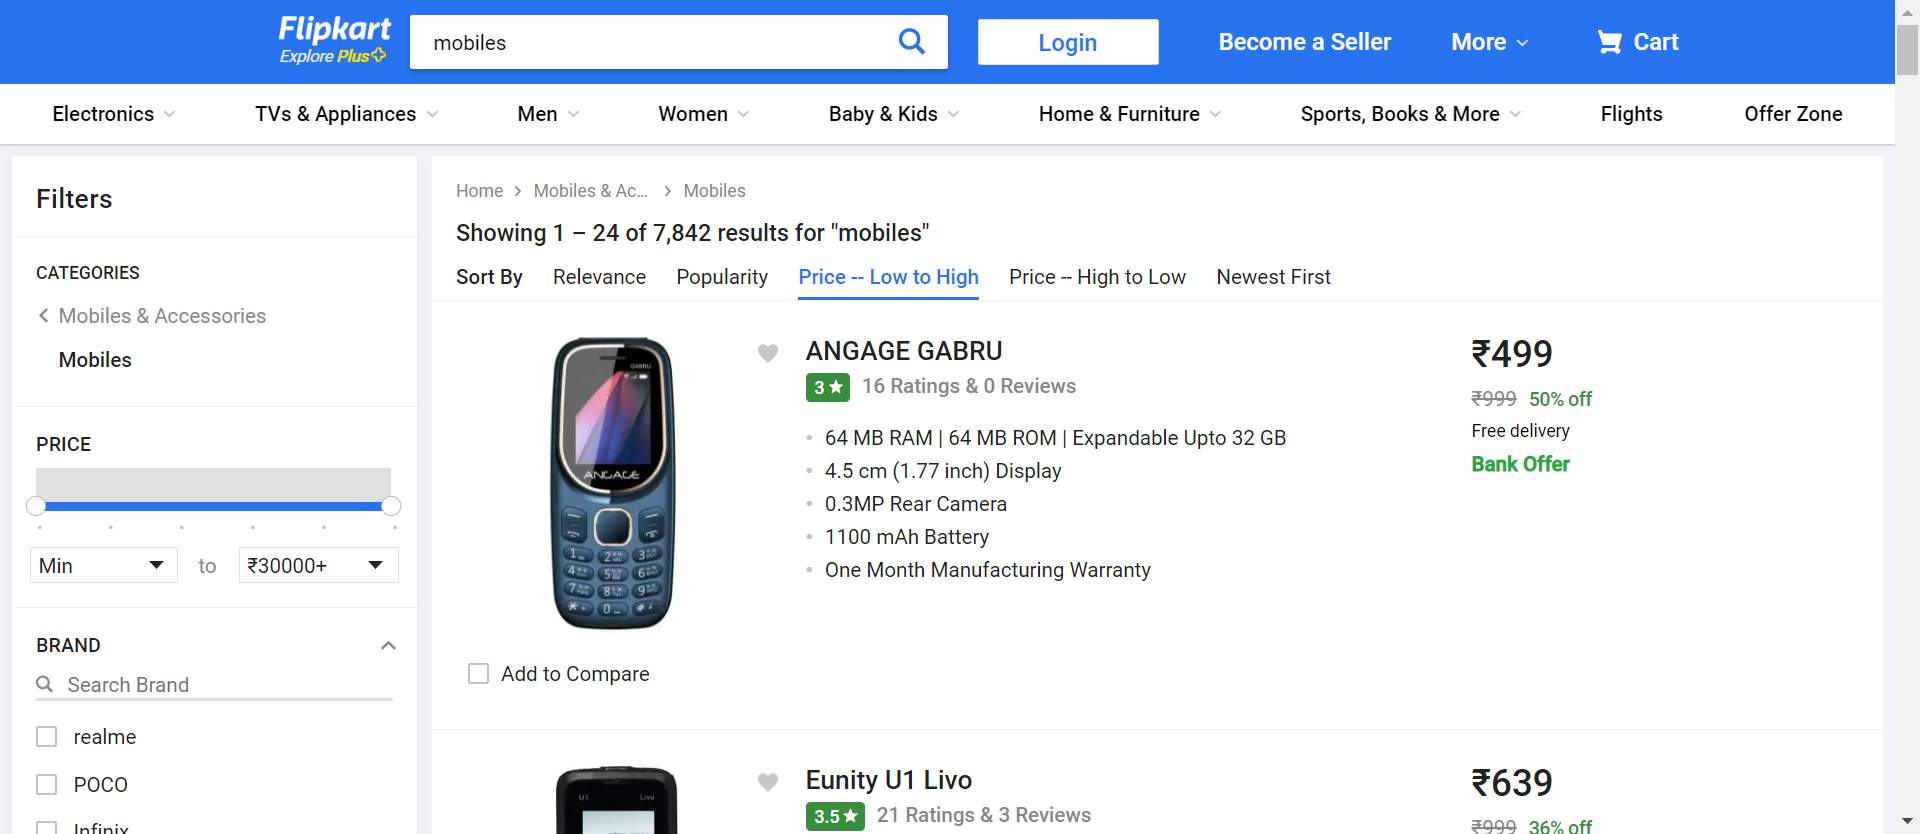 Flipkart
Explore Plus
mobiles
Login
Become a Seller
More
Cart
Electronics
TVs & Appliances
Men
Women
Baby & Kids
Home & Furniture
Sports, Books & More
Flights
Offer Zone
Filters
CATEGORIES
Mobiles & Accessories
Mobiles
PRICE
Min
to
₹30000+
BRAND
Search Brand
realme
POCO
Infinix
Home
Mobiles & Ac...
Mobiles
Showing 1 – 24 of 7,842 results for "mobiles"
Sort By
Relevance
Popularity
Price -- Low to High
Price -- High to Low
Newest First
GABRU
ANGAGE
Add to Compare
ANGAGE GABRU
3★
16 Ratings & 0 Reviews
64 MB RAM | 64 MB ROM | Expandable Upto 32 GB
4.5 cm (1.77 inch) Display
0.3MP Rear Camera
1100 mAh Battery
One Month Manufacturing Warranty
₹499
₹999 50% off
Free delivery
Bank Offer
U1 Livo
Eunity U1 Livo
3.5★
21 Ratings & 3 Reviews
₹639
₹999 36% off